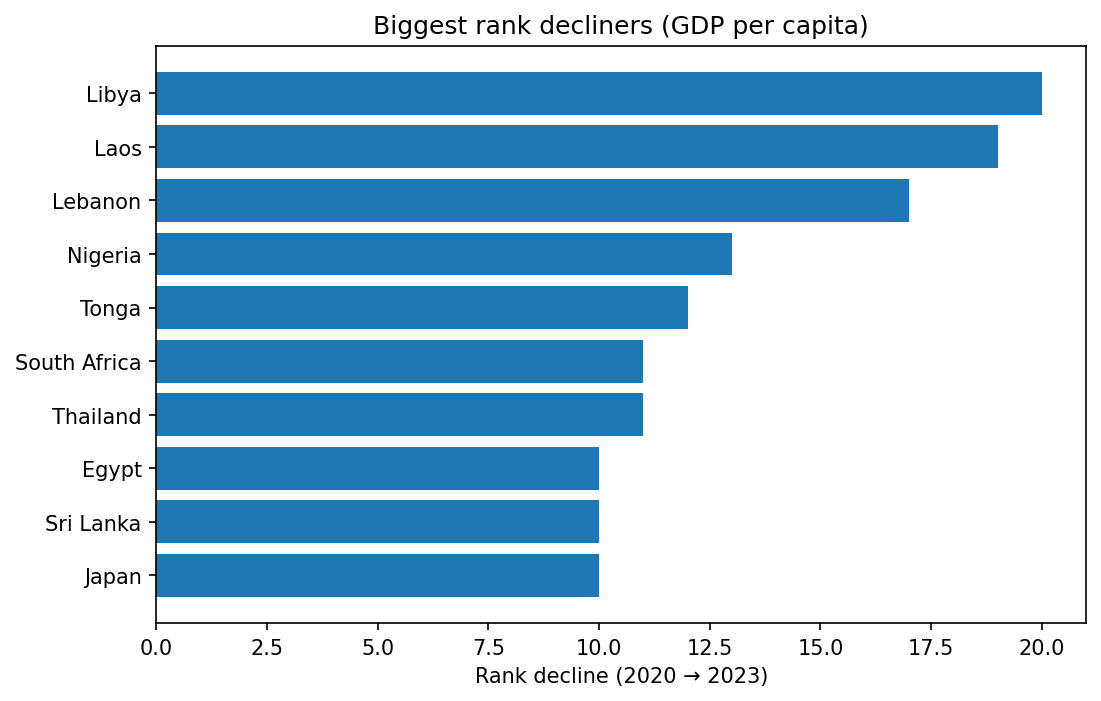 Biggest rank decliners (GDP per capita)
Libya
Laos
Lebanon
Nigeria
Tonga
South Africa
Thailand
Egypt
Sri Lanka
Japan
0.0 2.5 5.0 7.5 10.0 12.5 15.0 17.5 20.0
Rank decline (2020 → 2023)